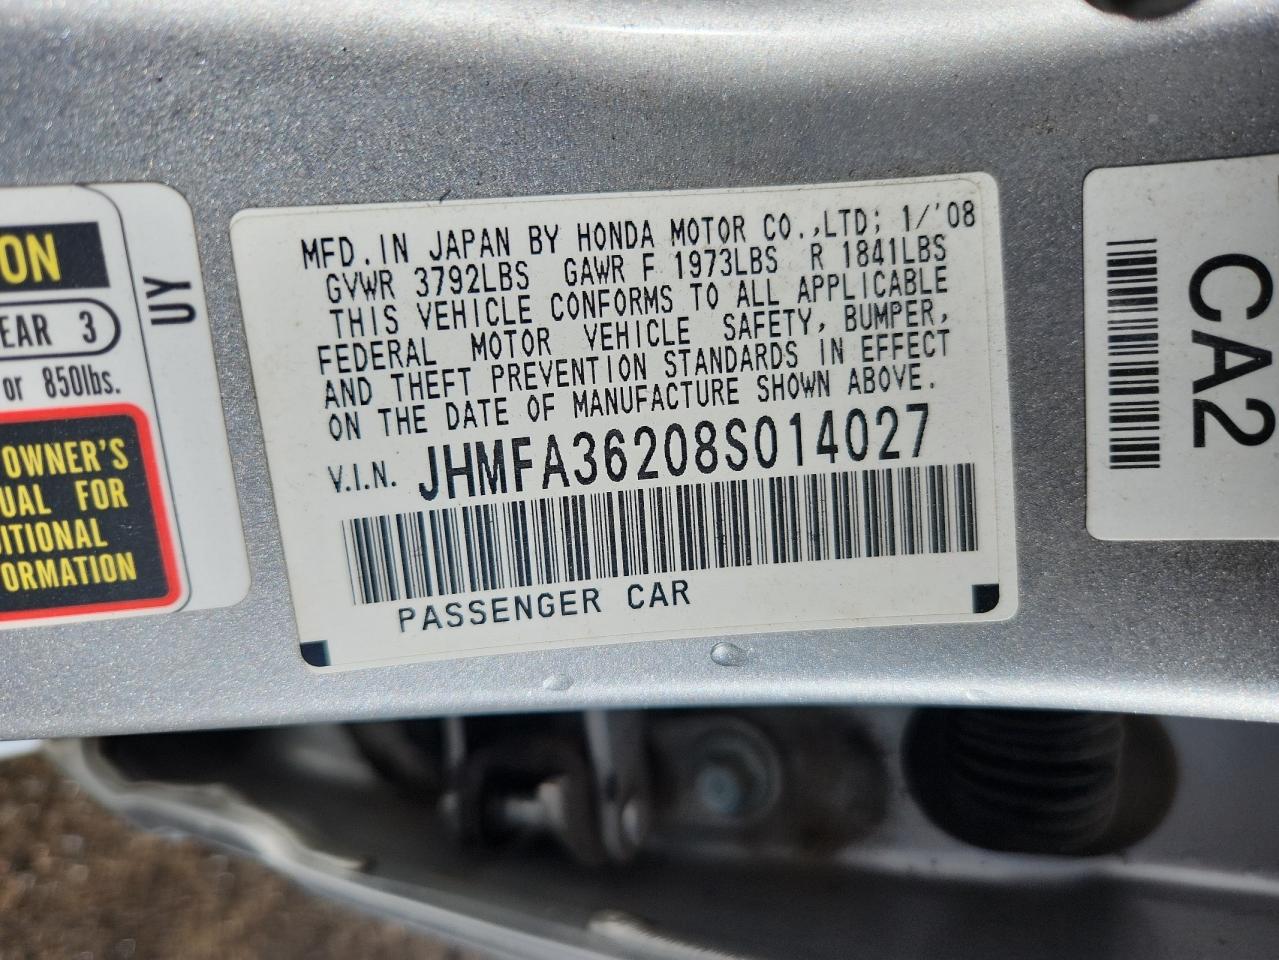 ON
EAR 3
or 850lbs.
OWNER'S
UAL FOR
ITIONAL
FORMATION
UY
MFD. IN JAPAN BY HONDA MOTOR CO.,LTD; 1/'08
GVWR 3792LBS GAWR F 1973LBS R 1841LBS
THIS VEHICLE CONFORMS TO ALL APPLICABLE
FEDERAL MOTOR VEHICLE SAFETY, BUMPER,
AND THEFT PREVENTION STANDARDS IN EFFECT
ON THE DATE OF MANUFACTURE SHOWN ABOVE.
V.I.N. JHMFA36208S014027
PASSENGER CAR
CA2